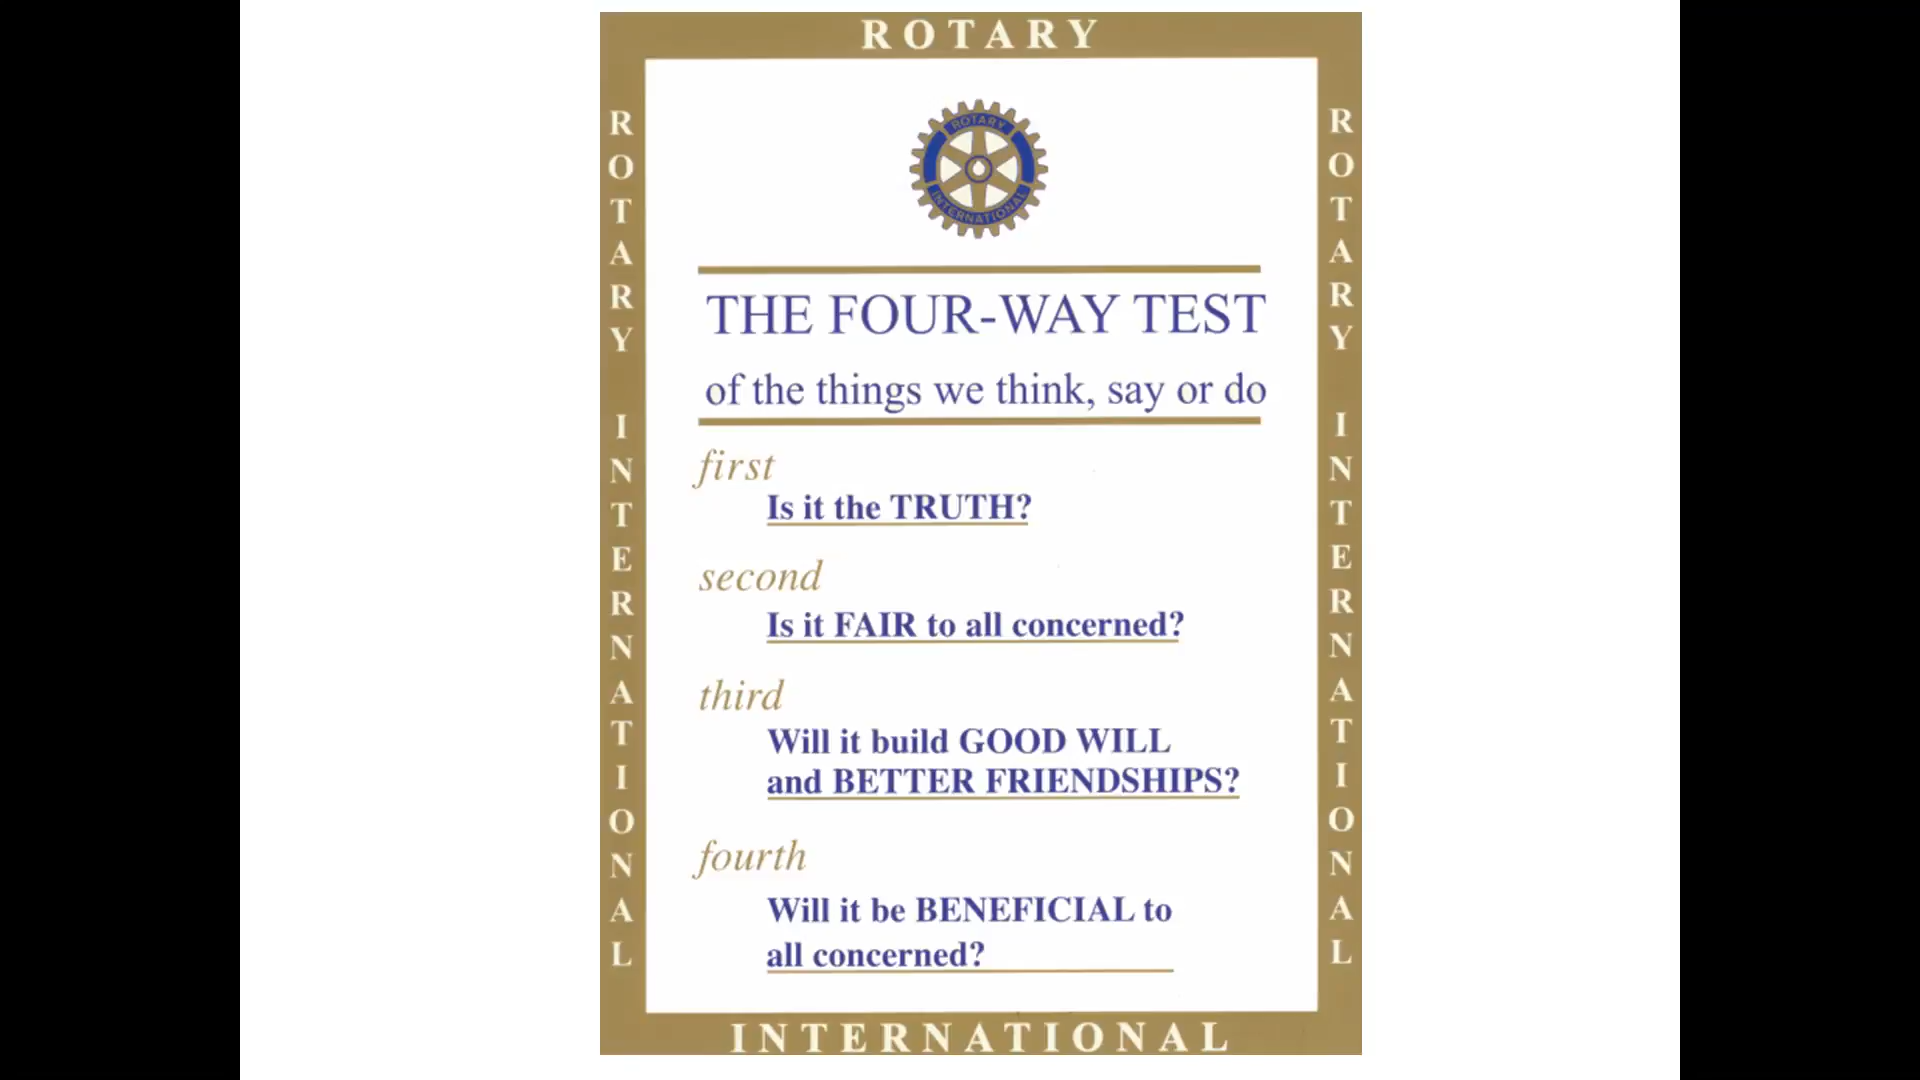 ROTARY
ROTARY INTERNATIONAL
ROTARY INTERNATIONAL
ROTARY
INTERNATIONAL
THE FOUR-WAY TEST
of the things we think, say or do
first
Is it the TRUTH?
second
Is it FAIR to all concerned?
third
Will it build GOOD WILL
and BETTER FRIENDSHIPS?
fourth
Will it be BENEFICIAL to
all concerned?
INTERNATIONAL